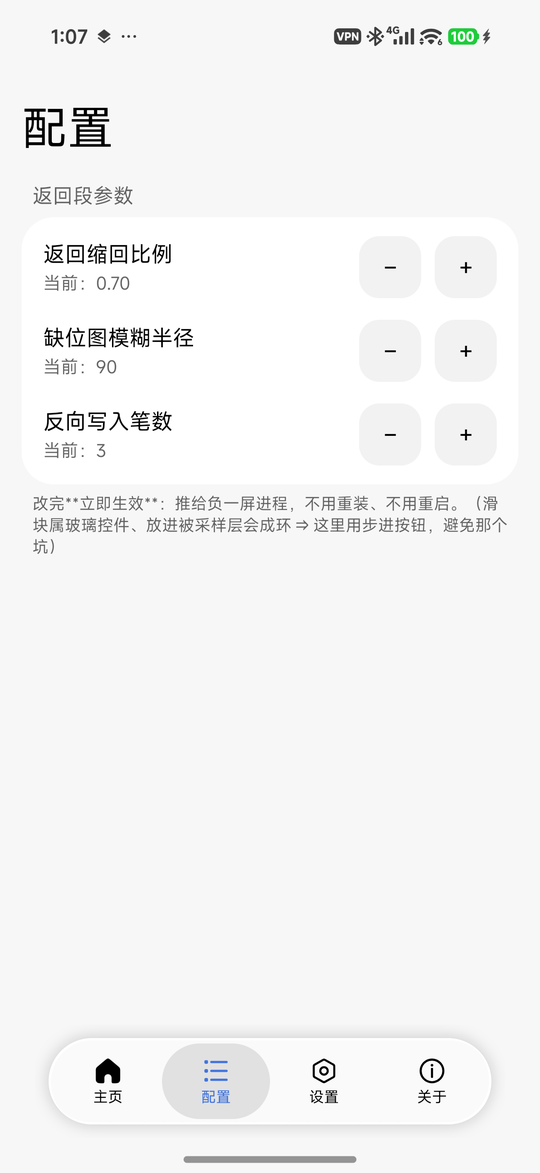 1:07 ··· VPN 4G 6 100
配置
返回段参数
返回缩回比例
当前：0.70
− +
缺位图模糊半径
当前：90
− +
反向写入笔数
当前：3
− +
改完**立即生效**：推给负一屏进程，不用重装、不用重启。（滑
块属玻璃控件、放进被采样层会成环 ⇒ 这里用步进按钮，避免那个
坑）
主页 配置 设置 关于